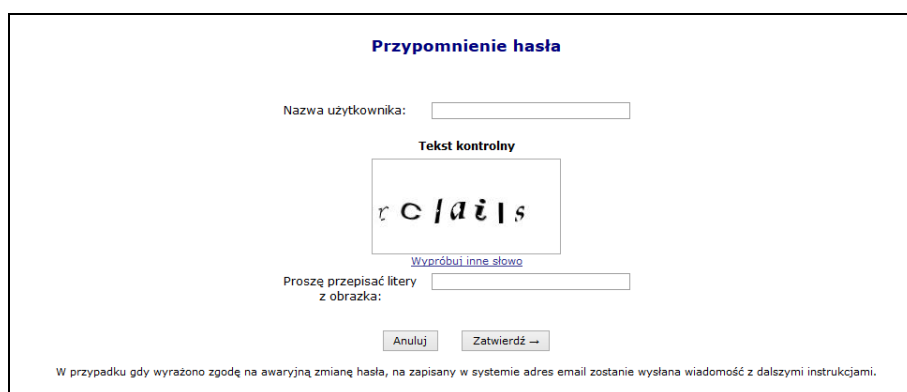 Przypomnienie hasła
Nazwa użytkownika:
Tekst kontrolny
Wypróbuj inne słowo
Proszę przepisać litery
z obrazka:
Anuluj
Zatwierdź →
W przypadku gdy wyrażono zgodę na awaryjną zmianę hasła, na zapisany w systemie adres email zostanie wysłana wiadomość z dalszymi instrukcjami.